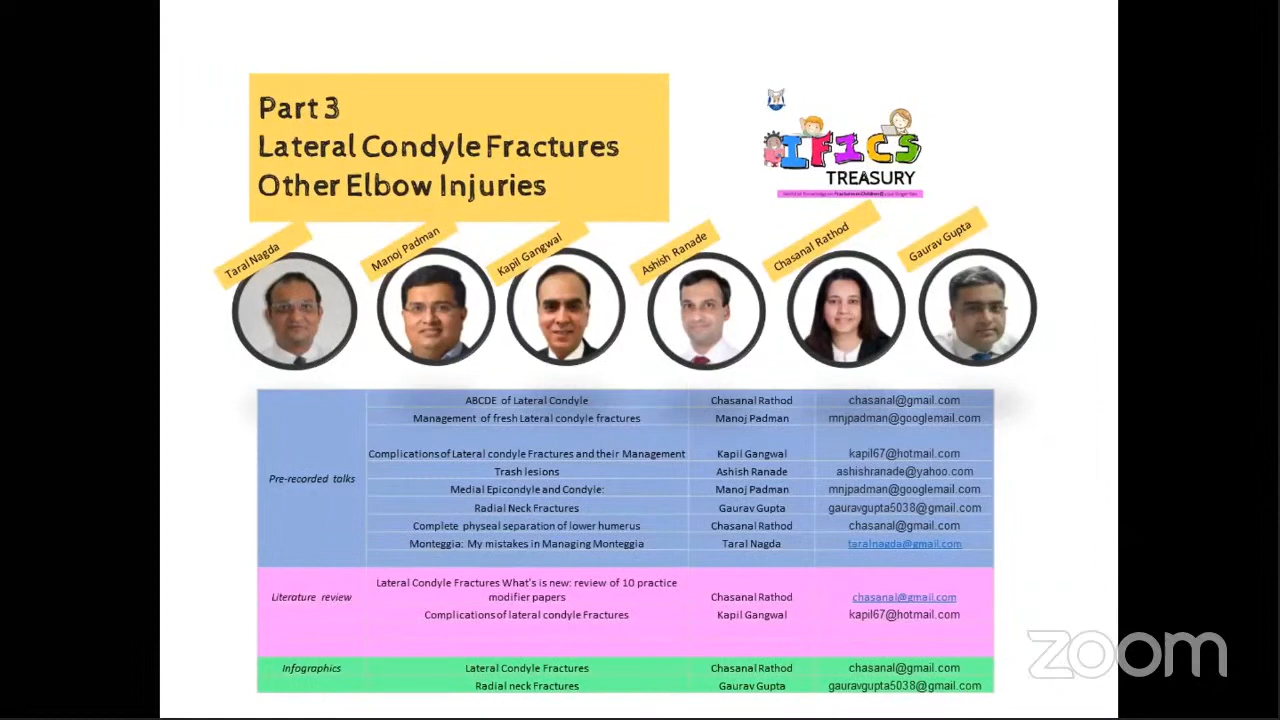 Part 3
Lateral Condyle Fractures
Other Elbow Injuries
IFICS
TREASURY
Taral Nagda
Manoj Padman
Kapil Gangwal
Ashish Ranade
Chasanal Rathod
Gaurav Gupta
Pre-recorded talks
ABCDE of Lateral Condyle Chasanal Rathod chasanal@gmail.com
Management of fresh Lateral condyle fractures Manoj Padman mnjpadman@googlemail.com
Complications of Lateral condyle Fractures and their Management Kapil Gangwal kapil67@hotmail.com
Trash lesions Ashish Ranade ashishranade@yahoo.com
Medial Epicondyle and Condyle: Manoj Padman mnjpadman@googlemail.com
Radial Neck Fractures Gaurav Gupta gauravgupta5038@gmail.com
Complete physeal separation of lower humerus Chasanal Rathod chasanal@gmail.com
Monteggia: My mistakes in Managing Monteggia Taral Nagda taralnagda@gmail.com
Literature review
Lateral Condyle Fractures What's is new: review of 10 practice
modifier papers Chasanal Rathod chasanal@gmail.com
Complications of lateral condyle Fractures Kapil Gangwal kapil67@hotmail.com
Infographics Lateral Condyle Fractures Chasanal Rathod chasanal@gmail.com
Radial neck Fractures Gaurav Gupta gauravgupta5038@gmail.com
zoom